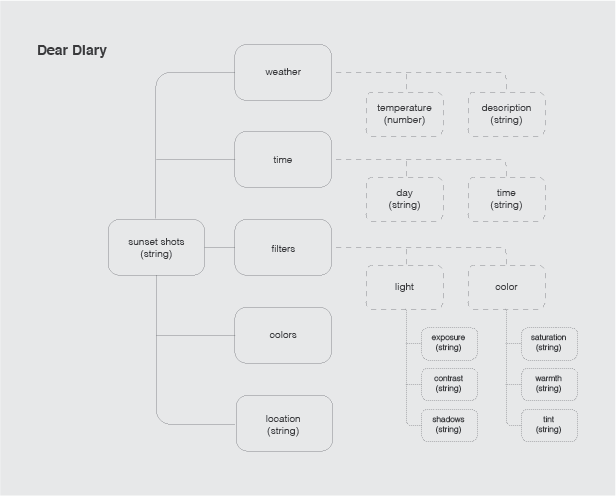 Dear Diary
weather
temperature
(number)
description
(string)
time
day
(string)
time
(string)
sunset shots
(string)
filters
light
color
exposure
(string)
saturation
(string)
contrast
(string)
warmth
(string)
shadows
(string)
tint
(string)
colors
location
(string)